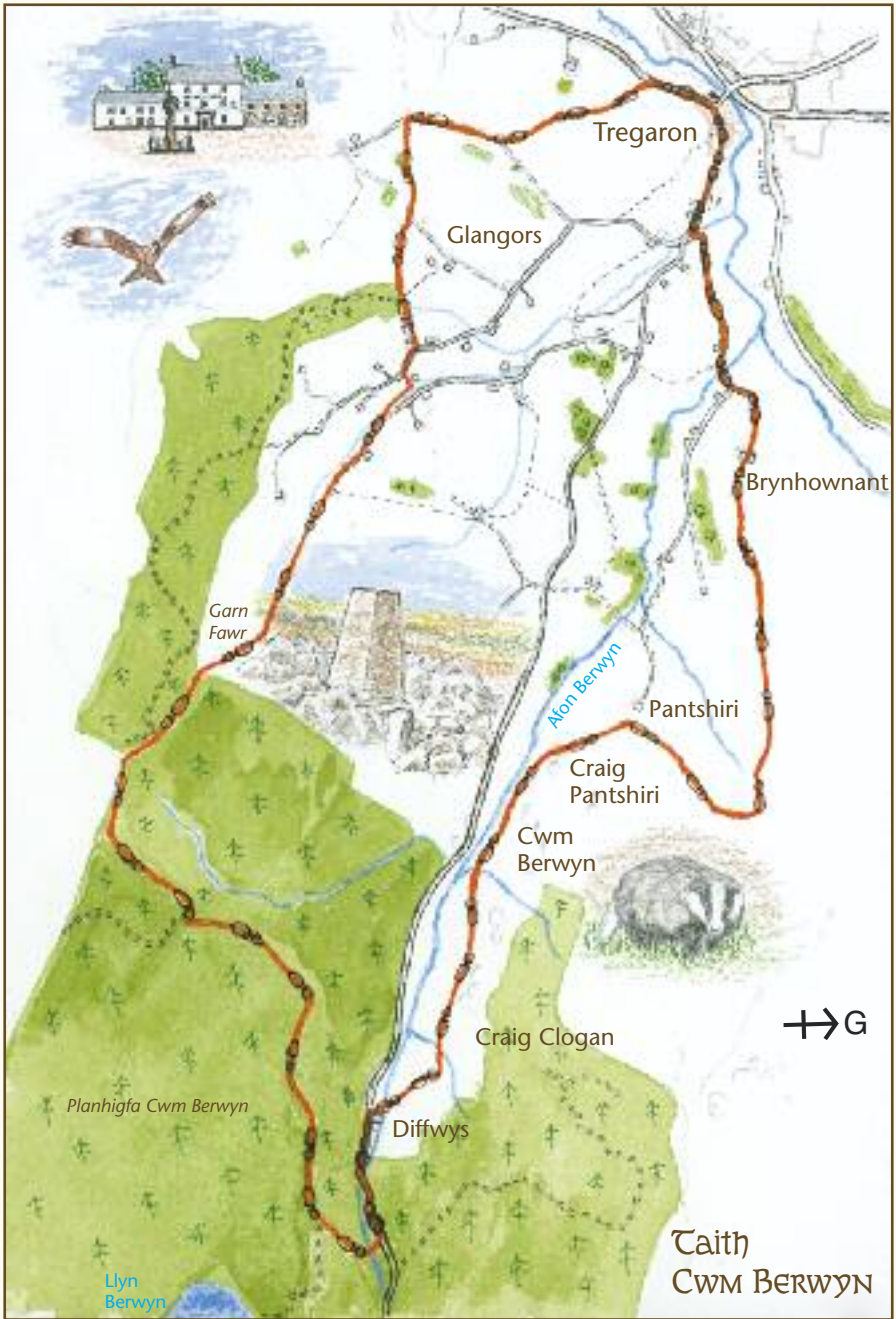 Tregaron
Glangors
Brynhownant
Garn
Fawr
Afon Berwyn
Pantshiri
Craig
Pantshiri
Cwm
Berwyn
G
Craig Clogan
Planhigfa Cwm Berwyn
Diffwys
Taith
Cwm Berwyn
Llyn
Berwyn